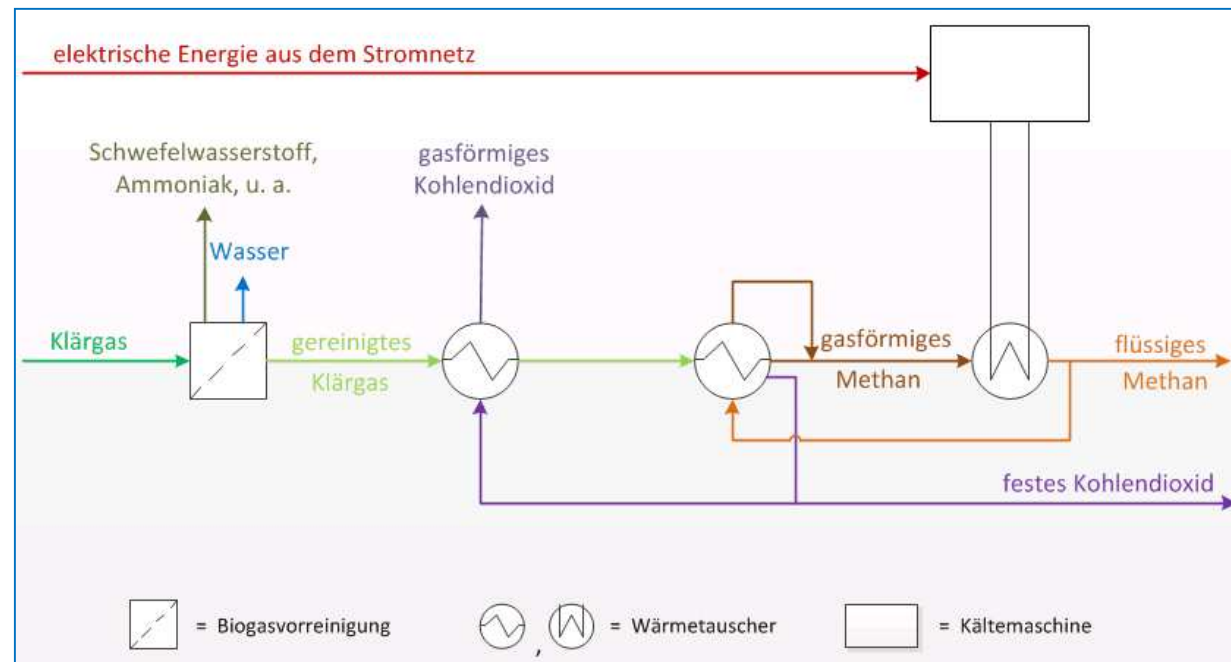 elektrische Energie aus dem Stromnetz
Schwefelwasserstoff,
Ammoniak, u. a.
gasförmiges
Kohlendioxid
Wasser
Klärgas
gereinigtes
Klärgas
gasförmiges
Methan
flüssiges
Methan
festes Kohlendioxid
= Biogasvorreinigung
, = Wärmetauscher
= Kältemaschine